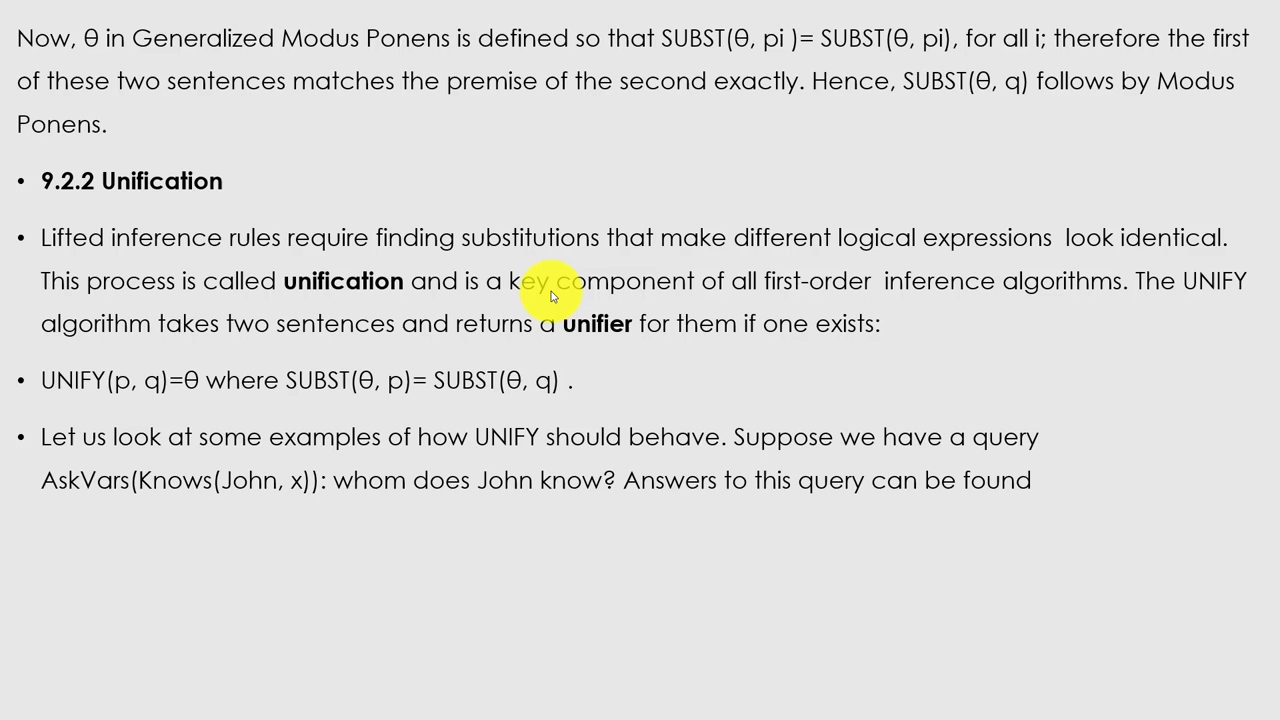 Now, θ in Generalized Modus Ponens is defined so that SUBST(θ, pi )= SUBST(θ, pi), for all i; therefore the first
of these two sentences matches the premise of the second exactly. Hence, SUBST(θ, q) follows by Modus
Ponens.
• 9.2.2 Unification
• Lifted inference rules require finding substitutions that make different logical expressions look identical.
This process is called unification and is a key component of all first-order inference algorithms. The UNIFY
algorithm takes two sentences and returns a unifier for them if one exists:
• UNIFY(p, q)=θ where SUBST(θ, p)= SUBST(θ, q) .
• Let us look at some examples of how UNIFY should behave. Suppose we have a query
AskVars(Knows(John, x)): whom does John know? Answers to this query can be found